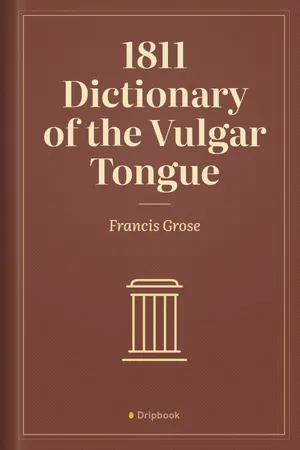 1811
Dictionary
of the Vulgar
Tongue
Francis Grose
Dripbook